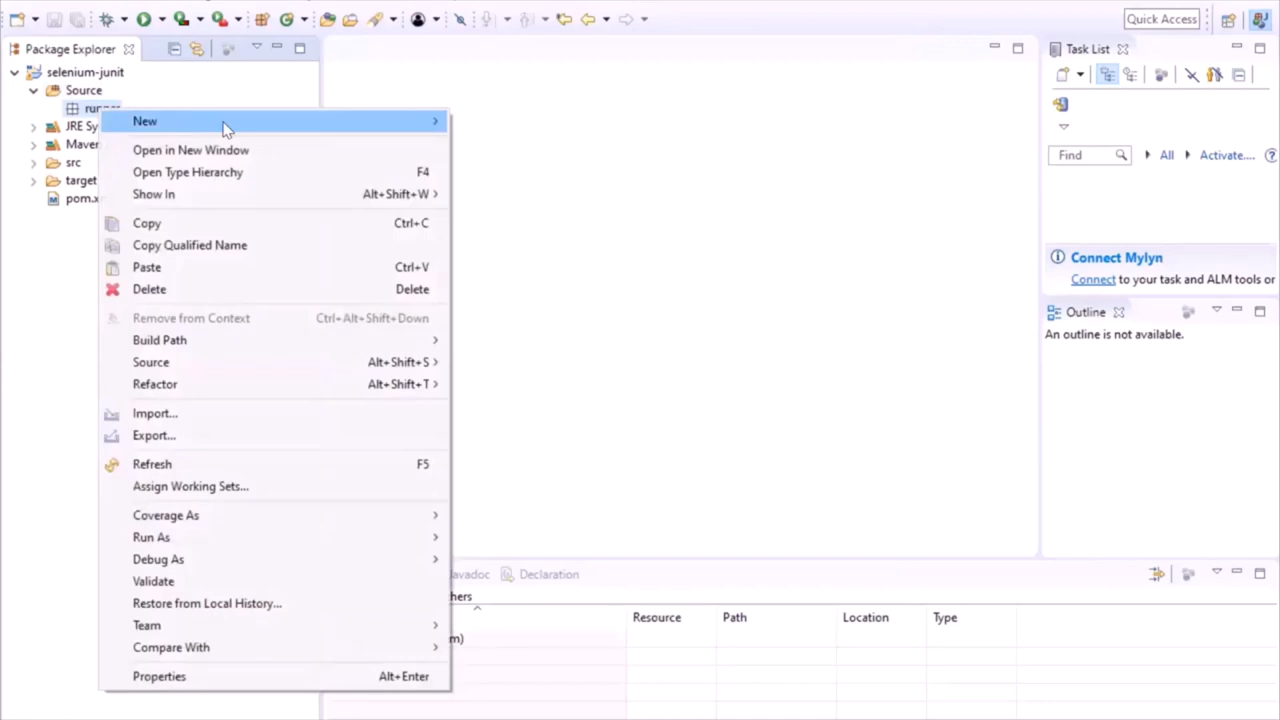 Quick Access
Package Explorer
Task List
selenium-junit
Source
New
JRE Sy
Open in New Window
Maven
Open Type Hierarchy F4
src
Find All Activate....
target
Show In Alt+Shift+W
pom.x
Copy Ctrl+C
Copy Qualified Name
Paste Ctrl+V
Connect Mylyn
Connect to your task and ALM tools or
Delete Delete
Remove from Context Ctrl+Alt+Shift+Down
Outline
An outline is not available.
Build Path
Source Alt+Shift+S
Refactor Alt+Shift+T
Import...
Export...
Refresh F5
Assign Working Sets...
Coverage As
Run As
Debug As
Validate
avadoc Declaration
hers
Restore from Local History...
Resource Path Location Type
Team
m)
Compare With
Properties Alt+Enter